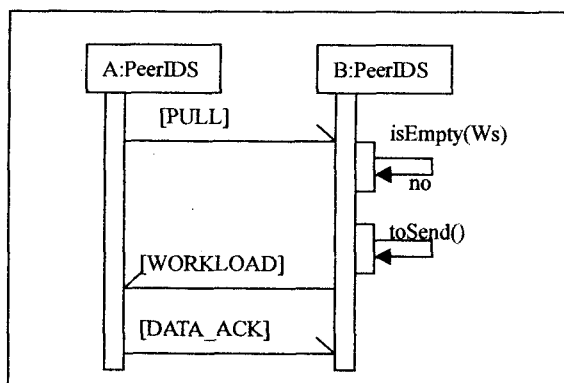 A:PeerIDS
B:PeerIDS
[PULL]
isEmpty(Ws)
no
toSend()
[WORKLOAD]
[DATA_ACK]